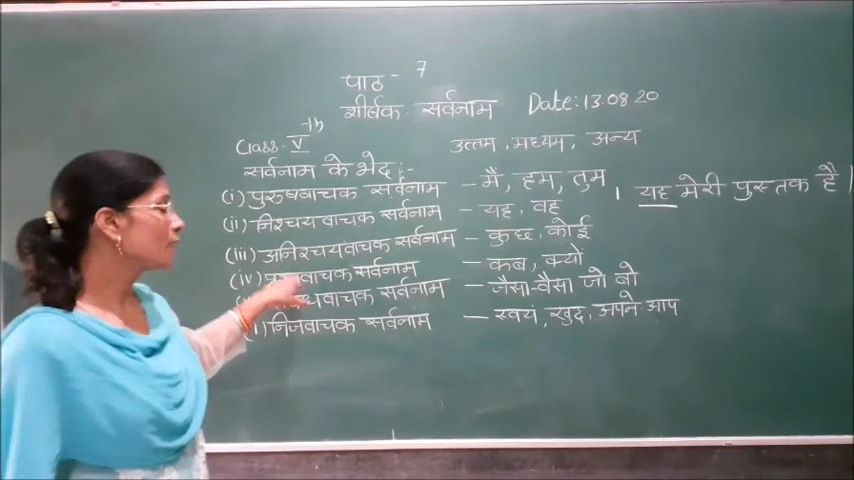 पाठ - 7
शीर्षक - सर्वनाम Date:13.08.20
Class- V th
उत्तम, मध्यम, अन्य
सर्वनाम के भेद :-
(i) पुरुषवाचक सर्वनाम - मैं, हम, तुम
(ii) निश्चयवाचक सर्वनाम - यह, वह
। यह मेरी पुस्तक है।
(iii) अनिश्चयवाचक सर्वनाम - कुछ, कोई
(iv) सर्वनाम - कब, क्यों
सर्वनाम - जैसा-वैसा जो वो
निजवाचक सर्वनाम - स्वयं, खुद, अपने-आप